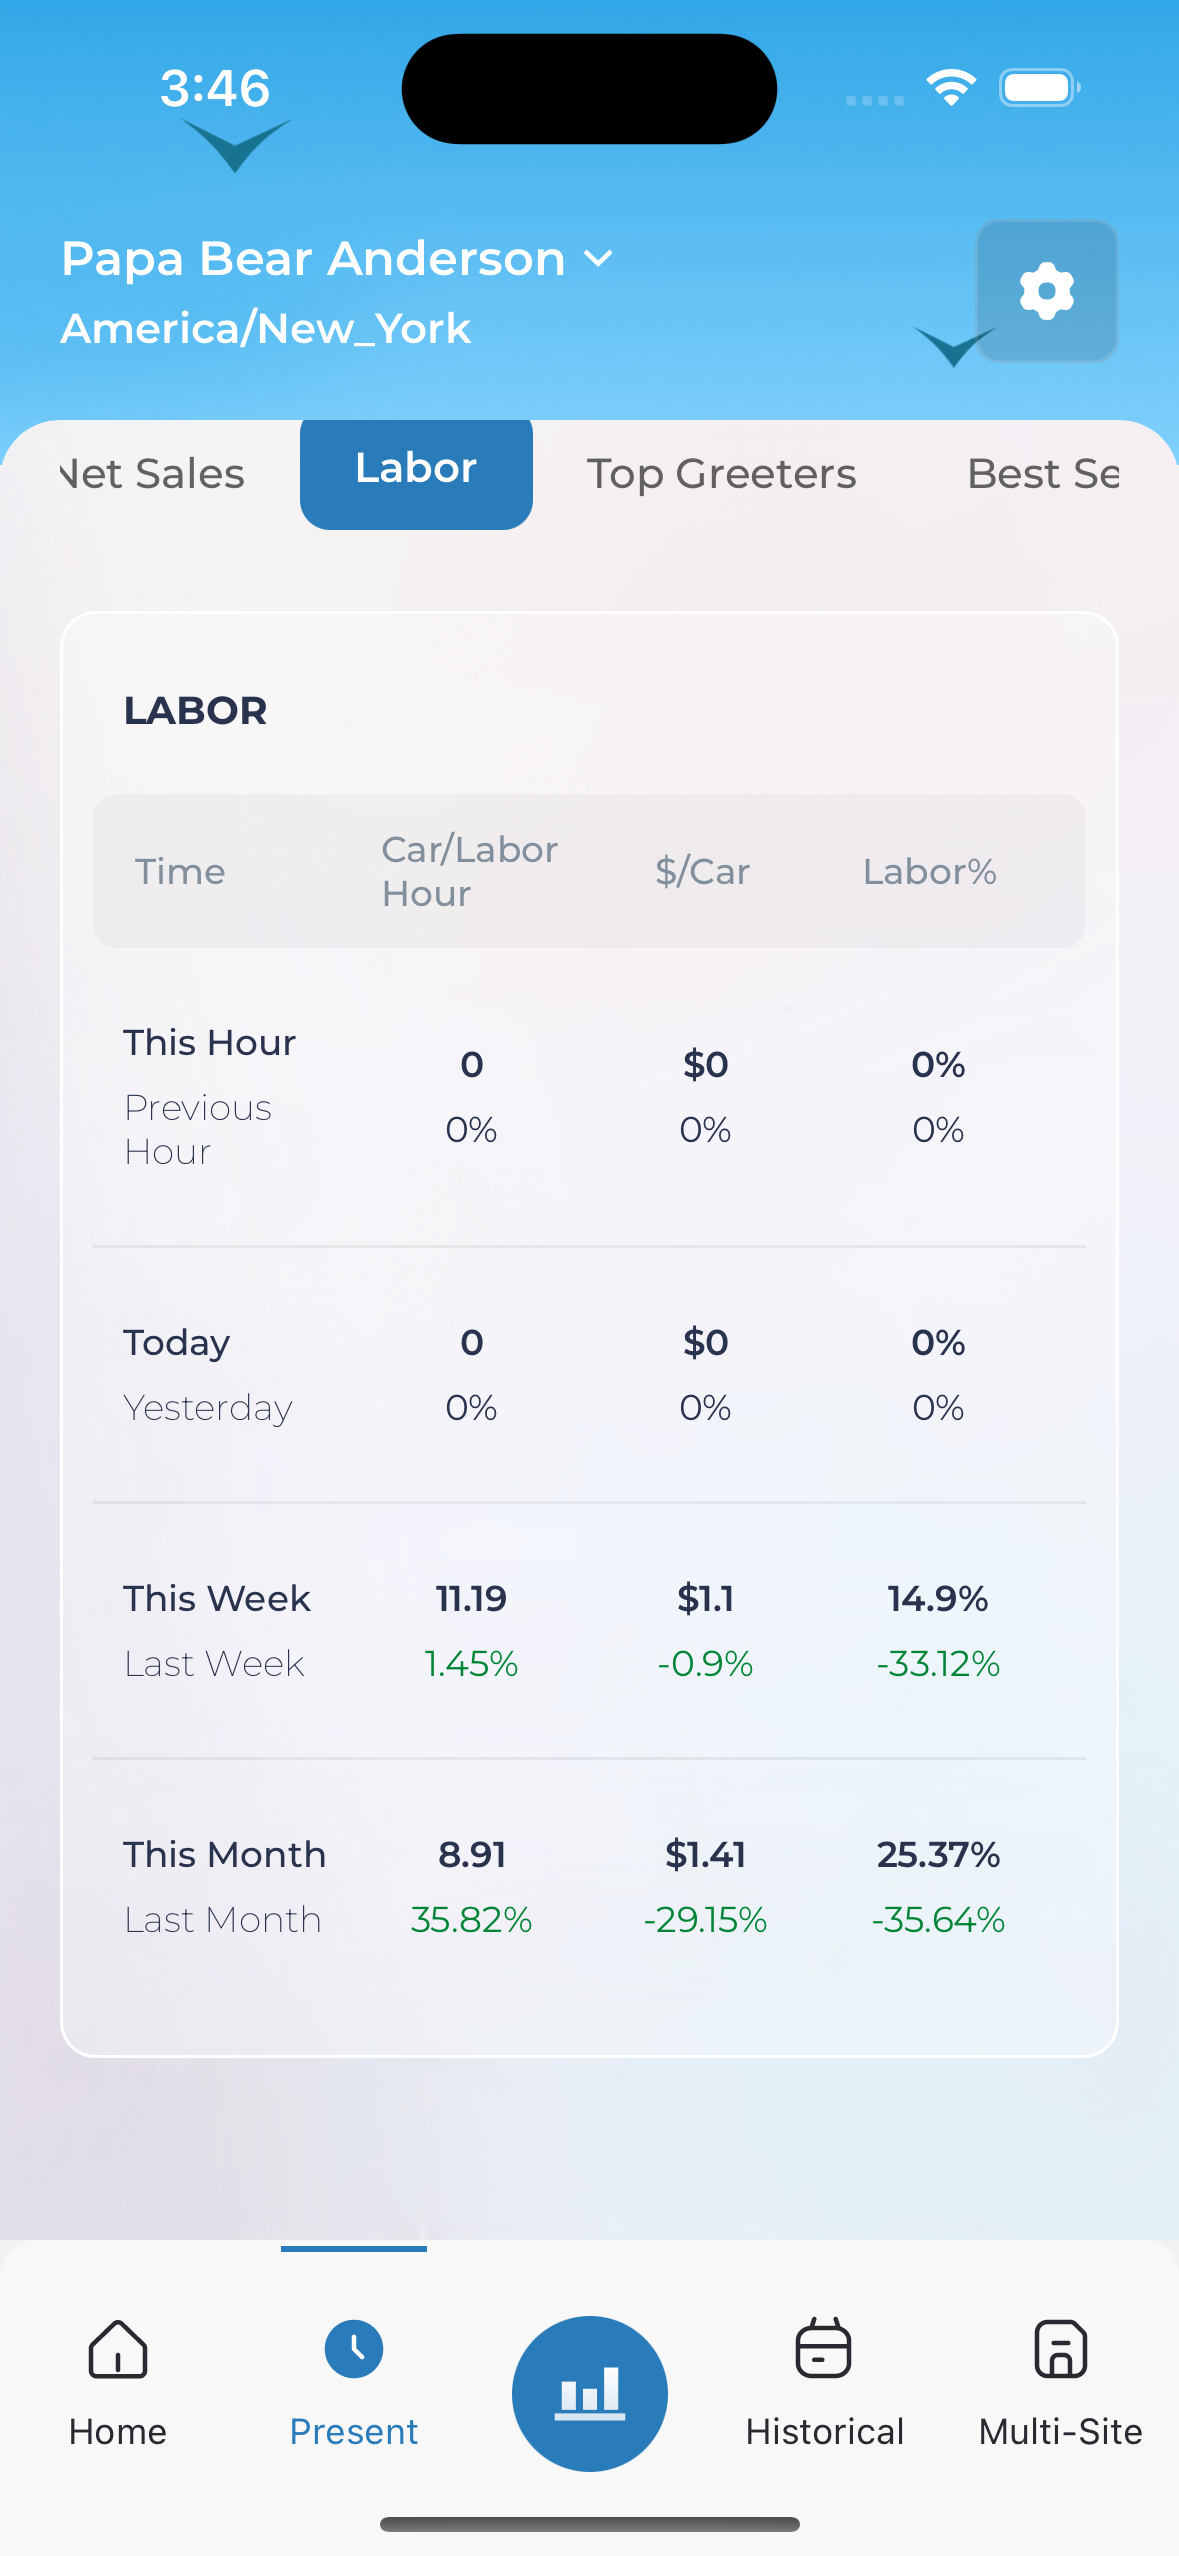 3:46
Papa Bear Anderson
America/New_York
Net Sales
Labor
Top Greeters
Best Se
LABOR
Time
Car/Labor
Hour
$/Car
Labor%
This Hour
0
$0
0%
Previous
Hour
0%
0%
0%
Today
0
$0
0%
Yesterday
0%
0%
0%
This Week
11.19
$1.1
14.9%
Last Week
1.45%
-0.9%
-33.12%
This Month
8.91
$1.41
25.37%
Last Month
35.82%
-29.15%
-35.64%
Home
Present
Historical
Multi-Site